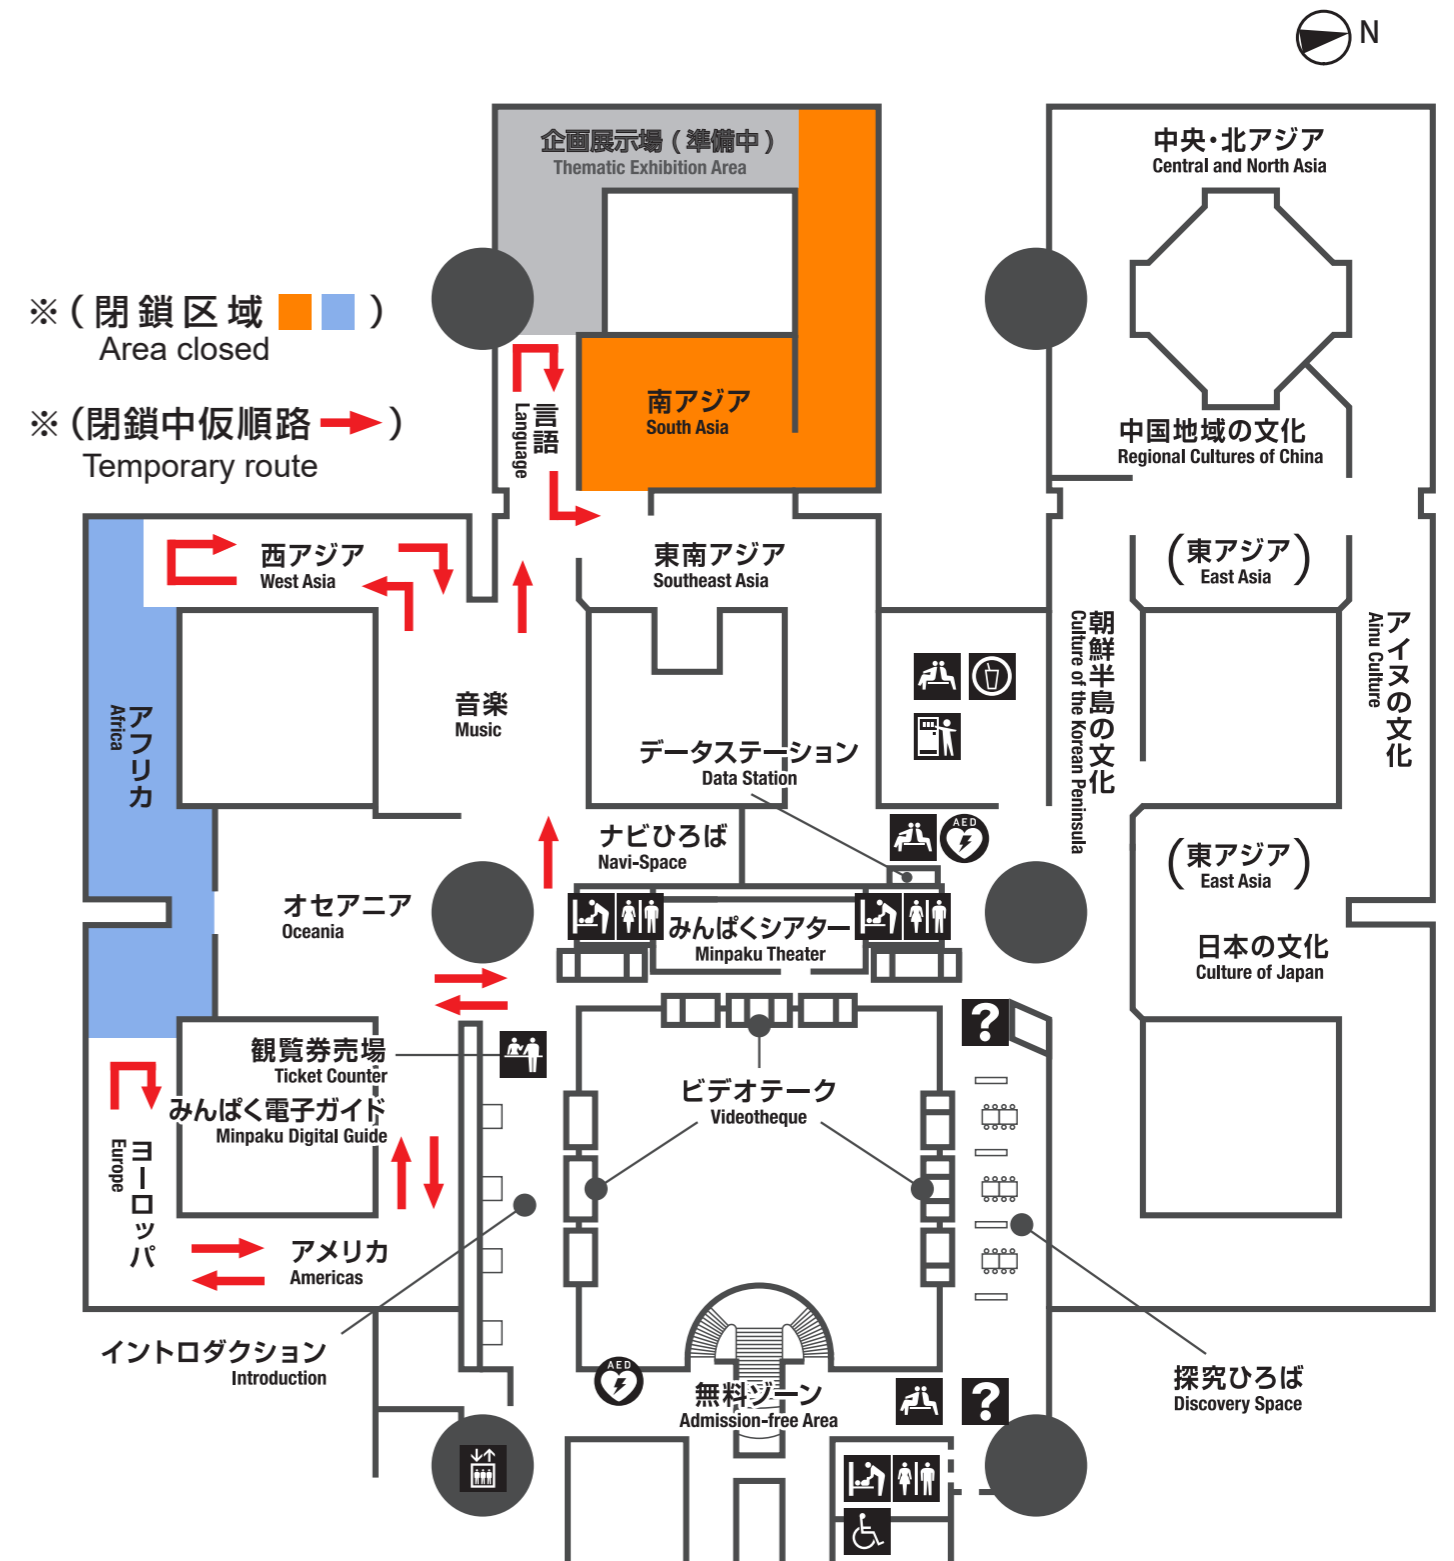 N
企画展示場(準備中)
Thematic Exhibition Area
中央・北アジア
Central and North Asia
※(閉鎖区域 )
Area closed
※(閉鎖中仮順路 )
Temporary route
言語
Language
南アジア
South Asia
中国地域の文化
Regional Cultures of China
西アジア
West Asia
東南アジア
Southeast Asia
(東アジア)
East Asia
朝鮮半島の文化
Culture of the Korean Peninsula
アイヌの文化
Ainu Culture
アフリカ
Africa
音楽
Music
データステーション
Data Station
ナビひろば
Navi-Space
AED
(東アジア)
East Asia
オセアニア
Oceania
みんぱくシアター
Minpaku Theater
日本の文化
Culture of Japan
観覧券売場
Ticket Counter
みんぱく電子ガイド
Minpaku Digital Guide
?
ビデオテーク
Videotheque
ヨーロッパ
Europe
アメリカ
Americas
イントロダクション
Introduction
AED
無料ゾーン
Admission-free Area
?
探究ひろば
Discovery Space